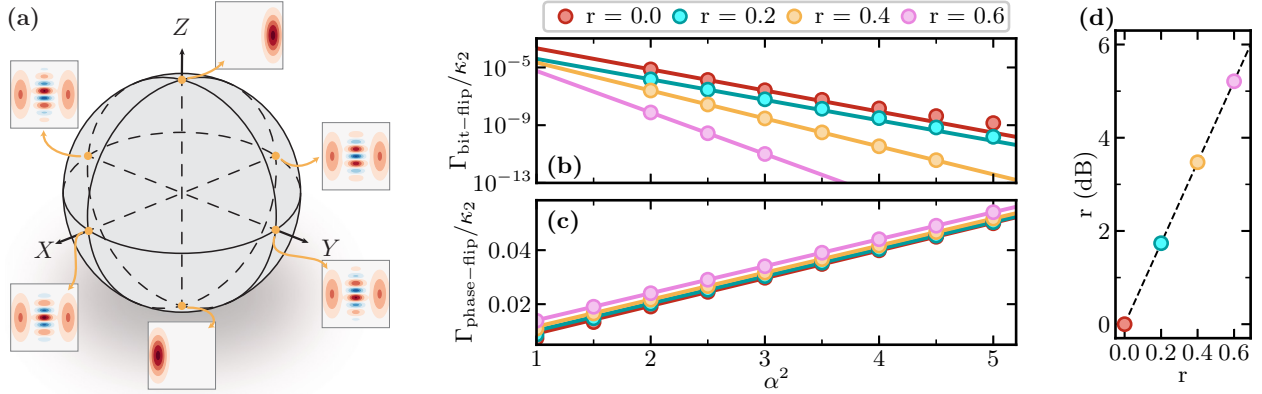 (a)
Z
X
Y
r = 0.0 r = 0.2 r = 0.4 r = 0.6
Γbit−flip/κ2
10−5
10−9
10−13
(b)
Γphase−flip/κ2
0.04
0.02
(c)
1 2 3 4 5
α2
(d)
r (dB)
6
4
2
0
0.0 0.2 0.4 0.6
r